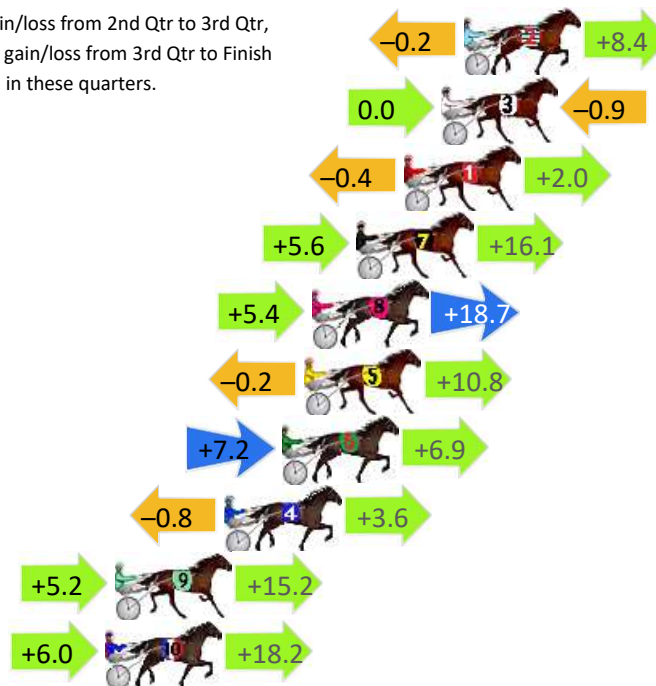 in/loss from 2nd Qtr to 3rd Qtr,
gain/loss from 3rd Qtr to Finish
in these quarters.
–0.2 2 +8.4
0.0 3 –0.9
–0.4 1 +2.0
+5.6 7 +16.1
+5.4 8 +18.7
–0.2 5 +10.8
+7.2 6 +6.9
–0.8 4 +3.6
+5.2 9 +15.2
+6.0 10 +18.2